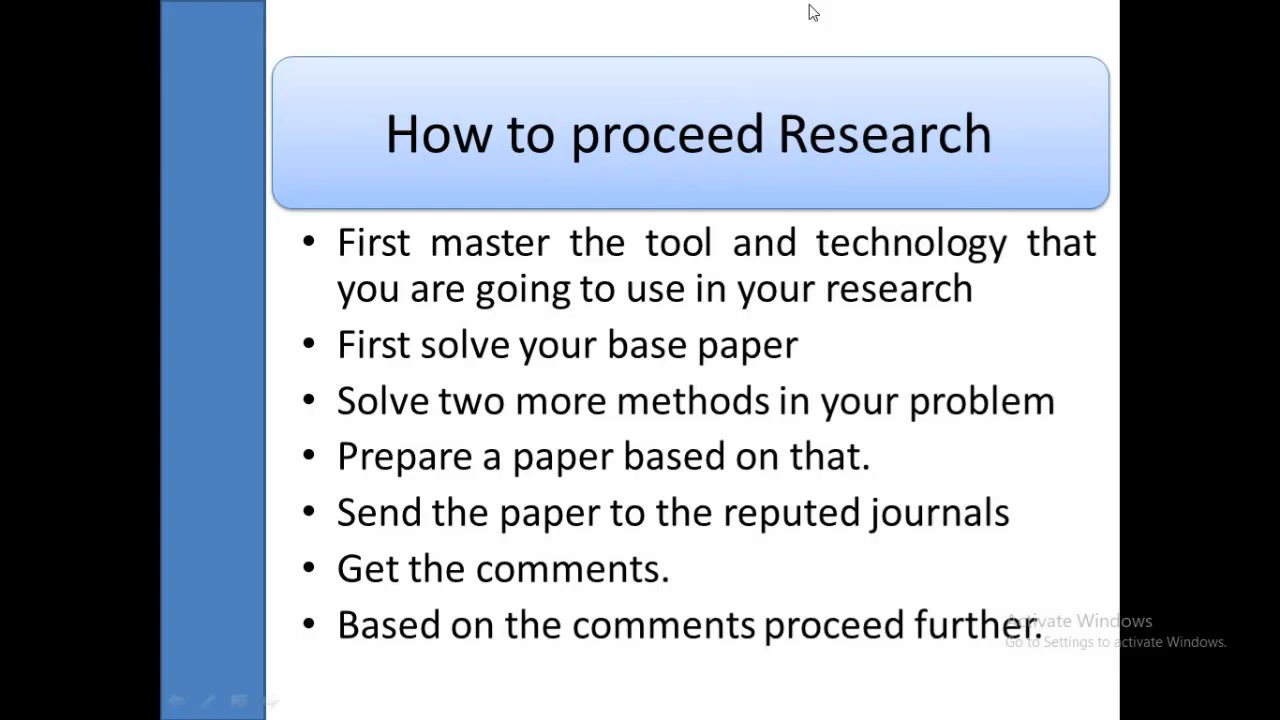 How to proceed Research
• First master the tool and technology that
you are going to use in your research
• First solve your base paper
• Solve two more methods in your problem
• Prepare a paper based on that.
• Send the paper to the reputed journals
• Get the comments.
• Based on the comments proceed further.
Activate Windows
Go to Settings to activate Windows.